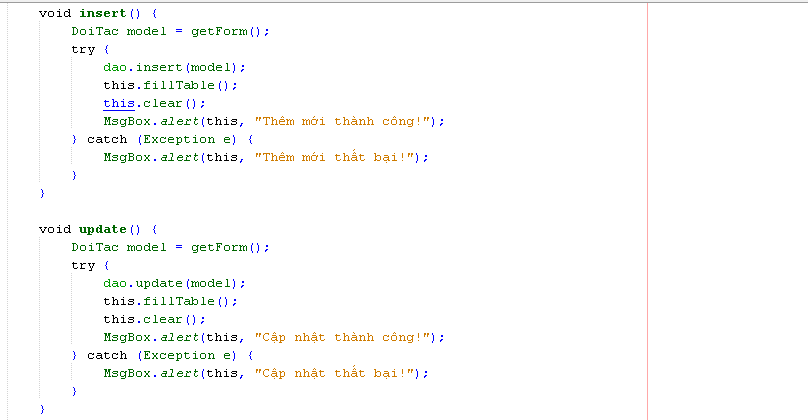 void insert() {
DoiTac model = getForm();
try {
dao.insert(model);
this.fillTable();
this.clear();
MsgBox.alert(this, "Thêm mới thành công!");
} catch (Exception e) {
MsgBox.alert(this, "Thêm mới thất bại!");
}
}
void update() {
DoiTac model = getForm();
try {
dao.update(model);
this.fillTable();
this.clear();
MsgBox.alert(this, "Cập nhật thành công!");
} catch (Exception e) {
MsgBox.alert(this, "Cập nhật thất bại!");
}
}